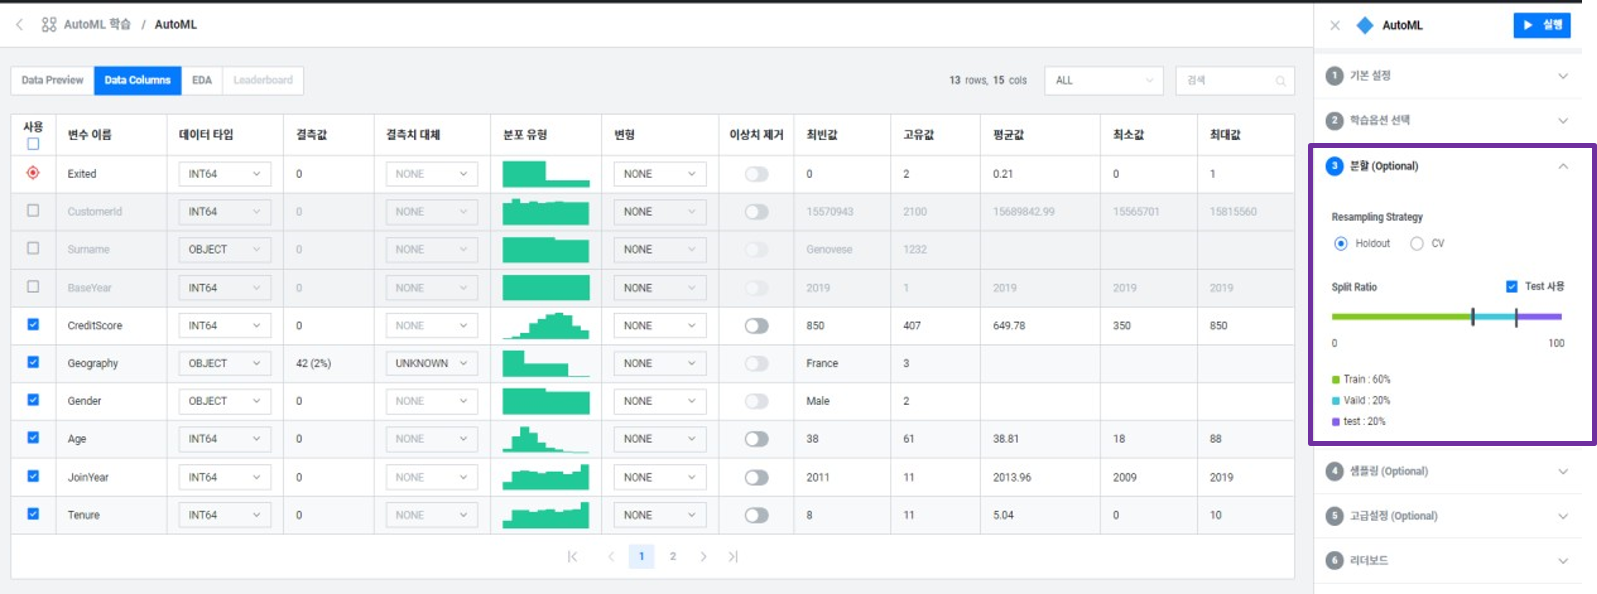 AutoML 학습 / AutoML
Data Preview Data Columns EDA Leaderboard
13 rows, 15 cols ALL 검색
사용 변수 이름 데이터 타입 결측값 결측치 대체 분포 유형 변형 이상치 제거 최빈값 고유값 평균값 최소값 최대값
Exited INT64 0 NONE NONE 0 2 0.21 0 1
CustomerId INT64 0 NONE NONE 15570943 2100 15689842.99 15565701 15815560
Surname OBJECT 0 NONE NONE Genovese 1232
BaseYear INT64 0 NONE NONE 2019 1 2019 2019 2019
CreditScore INT64 0 NONE NONE 850 407 649.78 350 850
Geography OBJECT 42 (2%) UNKNOWN NONE France 3
Gender OBJECT 0 NONE NONE Male 2
Age INT64 0 NONE NONE 38 61 38.81 18 88
JoinYear INT64 0 NONE NONE 2011 11 2013.96 2009 2019
Tenure INT64 0 NONE NONE 8 11 5.04 0 10
1 2
AutoML 실행
1 기본 설정
2 학습옵션 선택
3 분할 (Optional)
Resampling Strategy
Holdout CV
Split Ratio Test 사용
0 100
Train : 60%
Vaild : 20%
test : 20%
4 샘플링 (Optional)
5 고급설정 (Optional)
6 리더보드